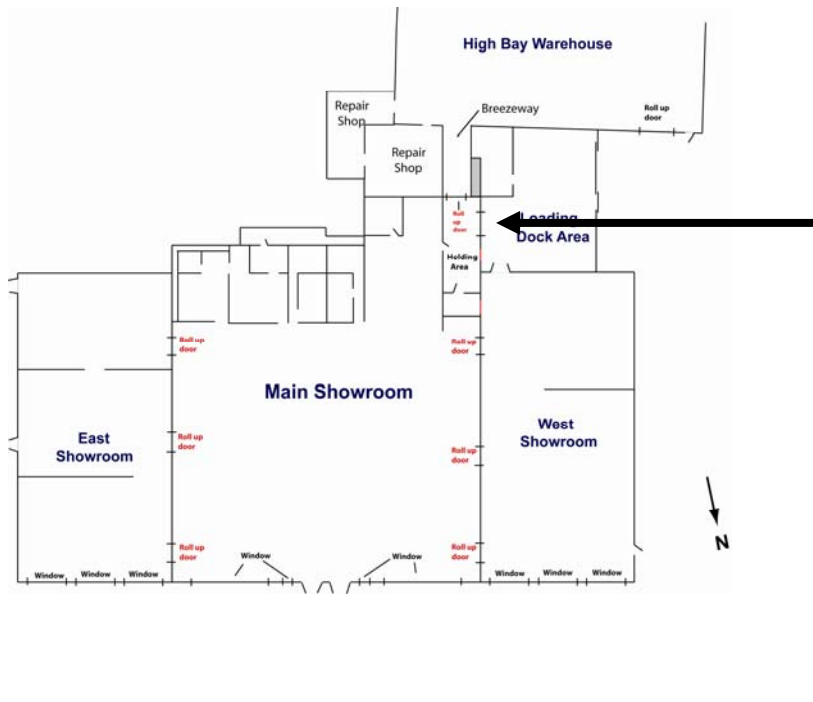 High Bay Warehouse
Repair
Shop
Breezeway
Roll up
door
Repair
Shop
Roll
up
door
Loading
Dock Area
Holding
Area
Roll up
door
Roll up
door
Main Showroom
East
Showroom
Roll up
door
West
Showroom
Roll up
door
Roll up
door
Roll up
door
N
Window
Window
Window
Window
Window
Window
Window
Window